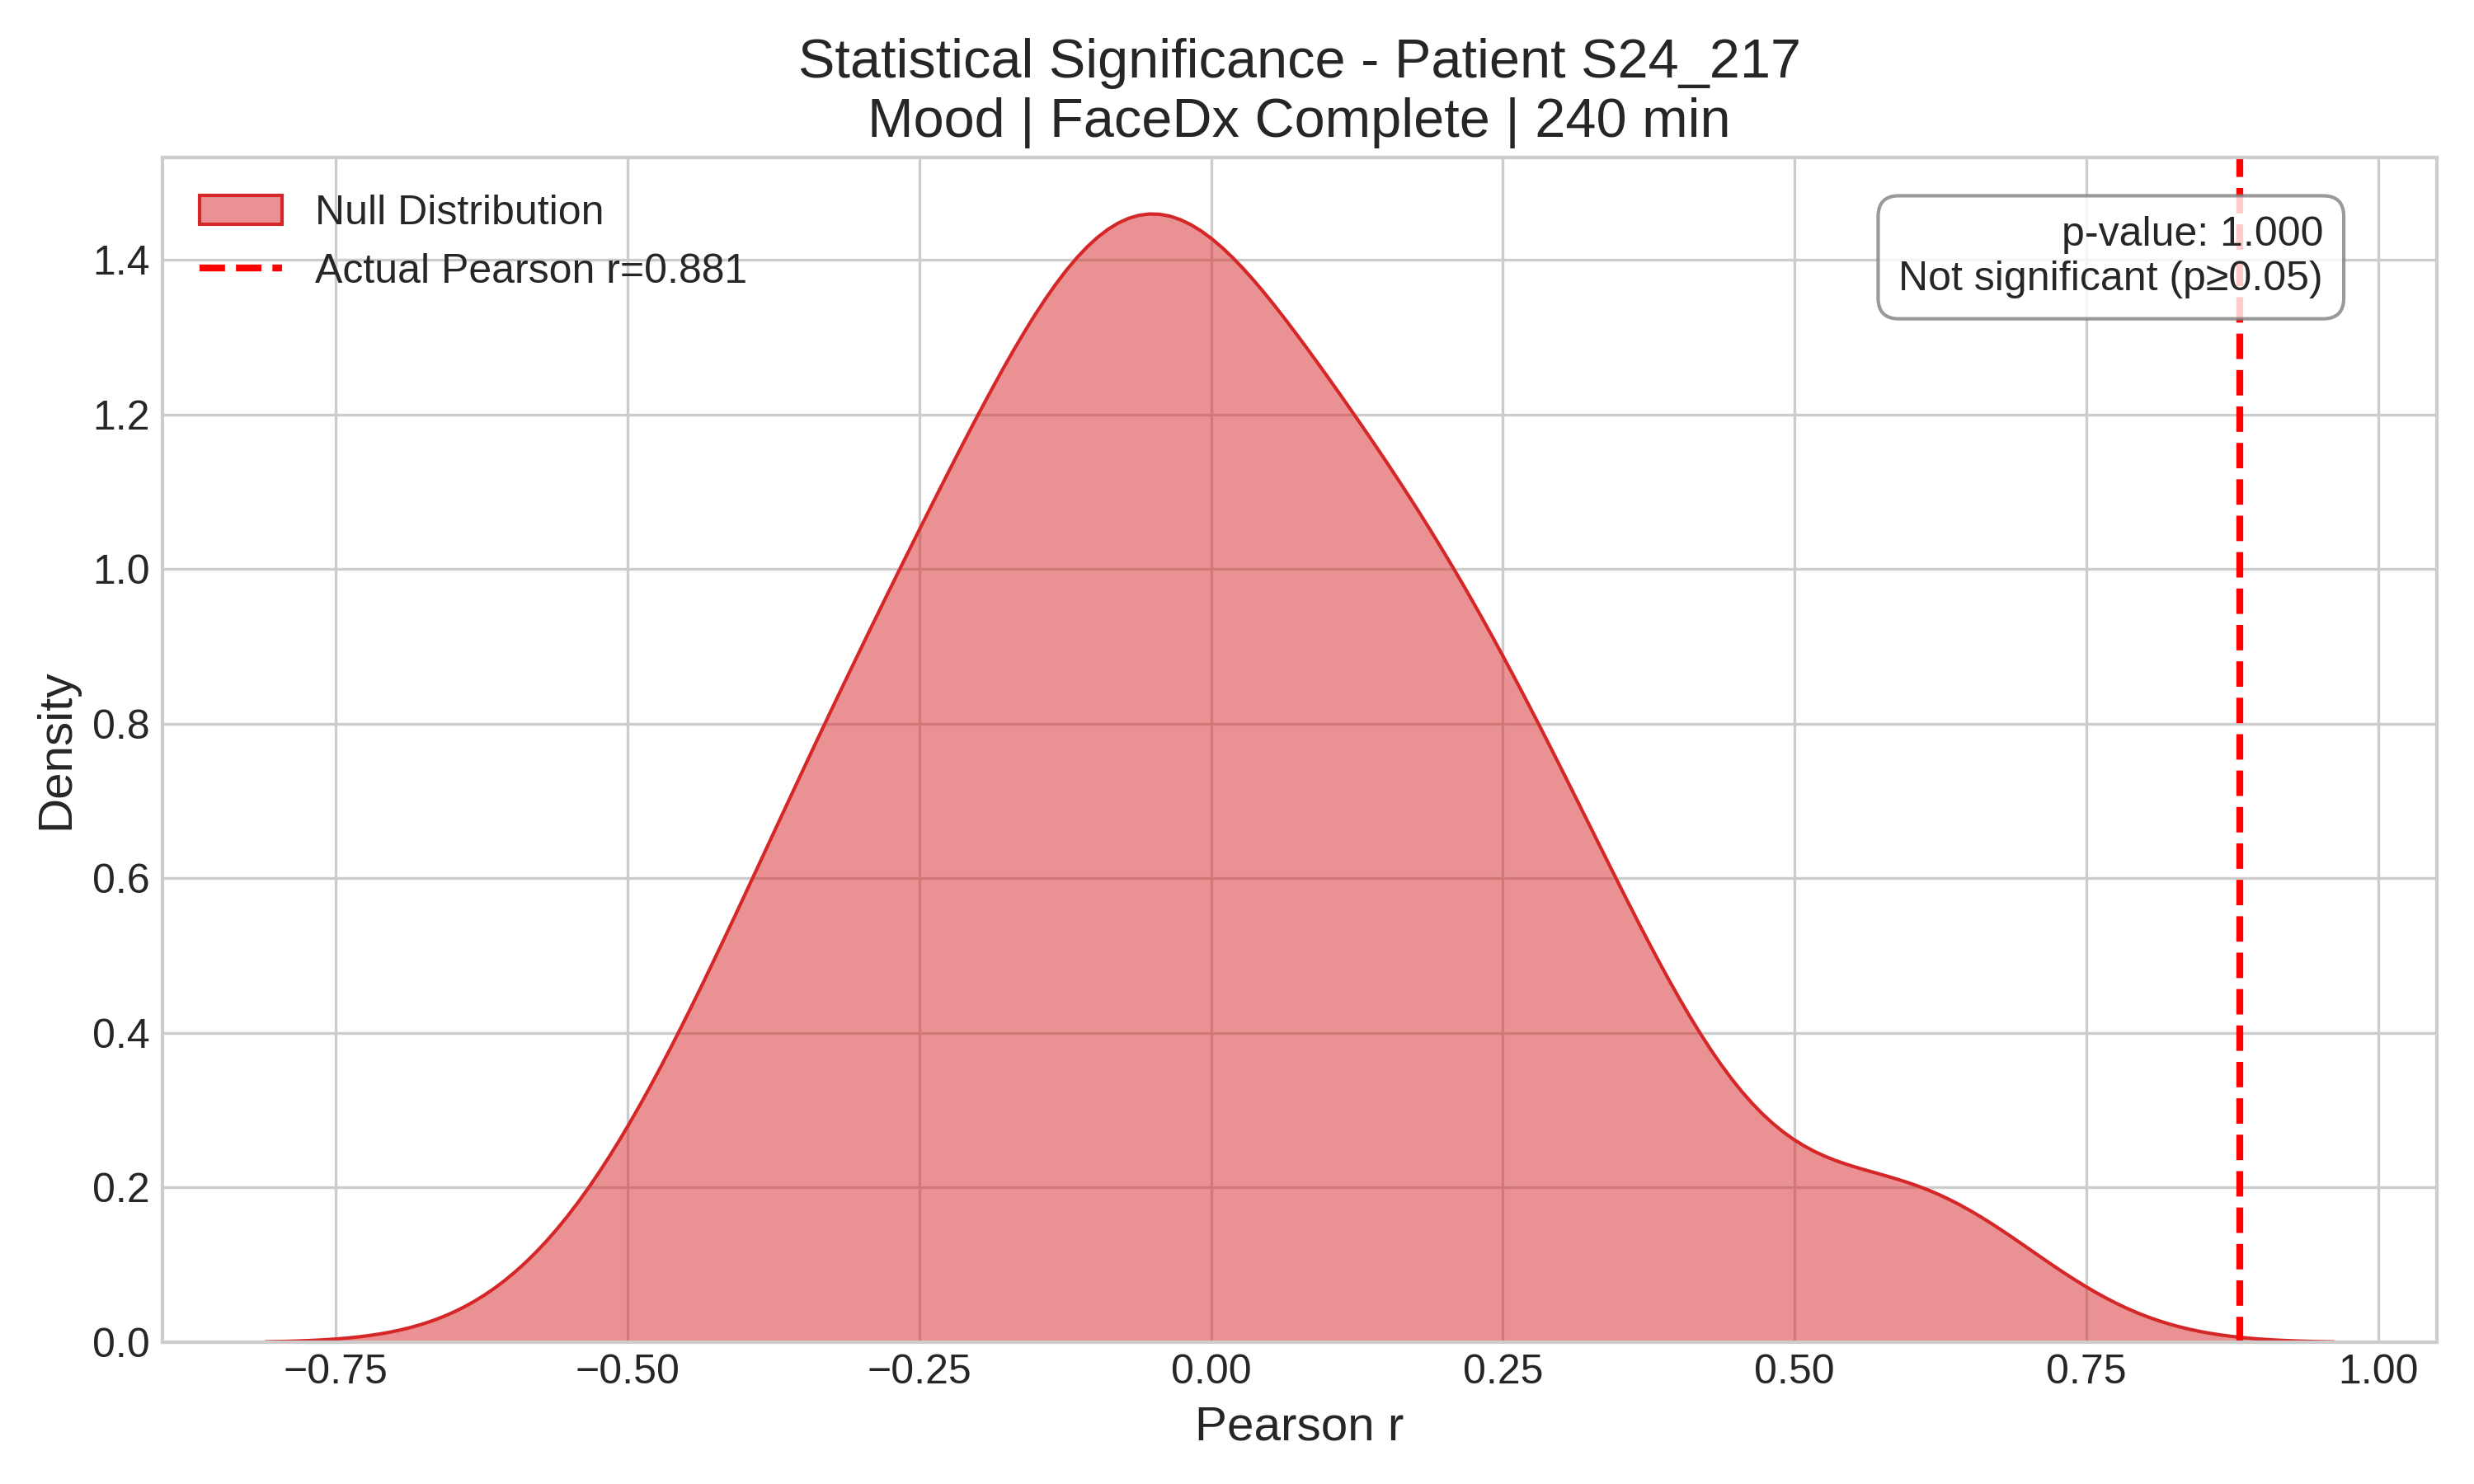 Statistical Significance - Patient S24_217
Mood | FaceDx Complete | 240 min
Null Distribution
Actual Pearson r=0.881
p-value: 1.000
Not significant (p≥0.05)
Density
1.4
1.2
1.0
0.8
0.6
0.4
0.2
0.0
−0.75
−0.50
−0.25
0.00
0.25
0.50
0.75
1.00
Pearson r